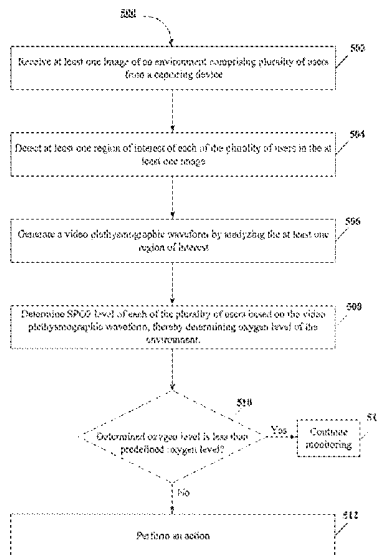 500
502
Receive at least one image of an environment comprising plurality of users
from a capturing device
504
Detect at least one region of interest of each of the plurality of users in the
at least one image
506
Generate a video plethysmographic waveform by analyzing the at least one
region of interest
508
Determine SPO2 level of each of the plurality of users based on the video
plethysmographic waveform, thereby determining oxygen level of the
environment.
510
Determined oxygen level is less than
predefined oxygen level?
Yes
Continue
monitoring
51
No
512
Perform an action